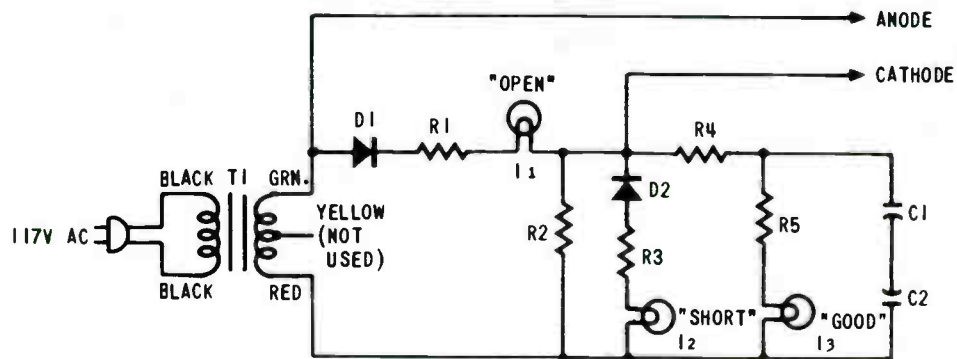 ANODE
CATHODE
"OPEN"
D1
R1
R4
I1
BLACK T1 GRN.
D2
117V AC
YELLOW
(NOT
USED)
R2
R5
C1
R3
BLACK
RED
"SHORT"
"GOOD"
C2
I2
I3